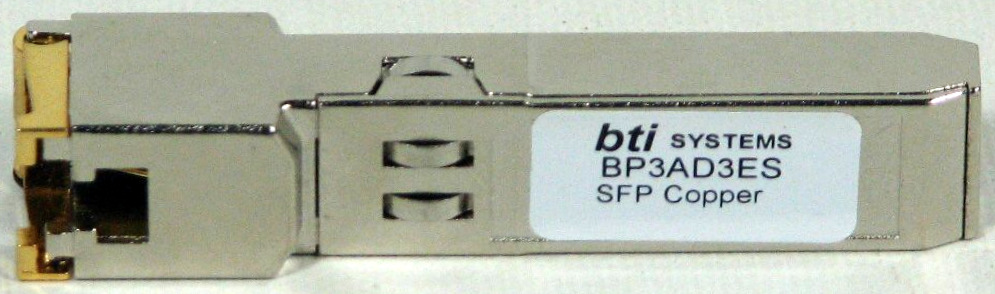 bti SYSTEMS
BP3AD3ES
SFP Copper